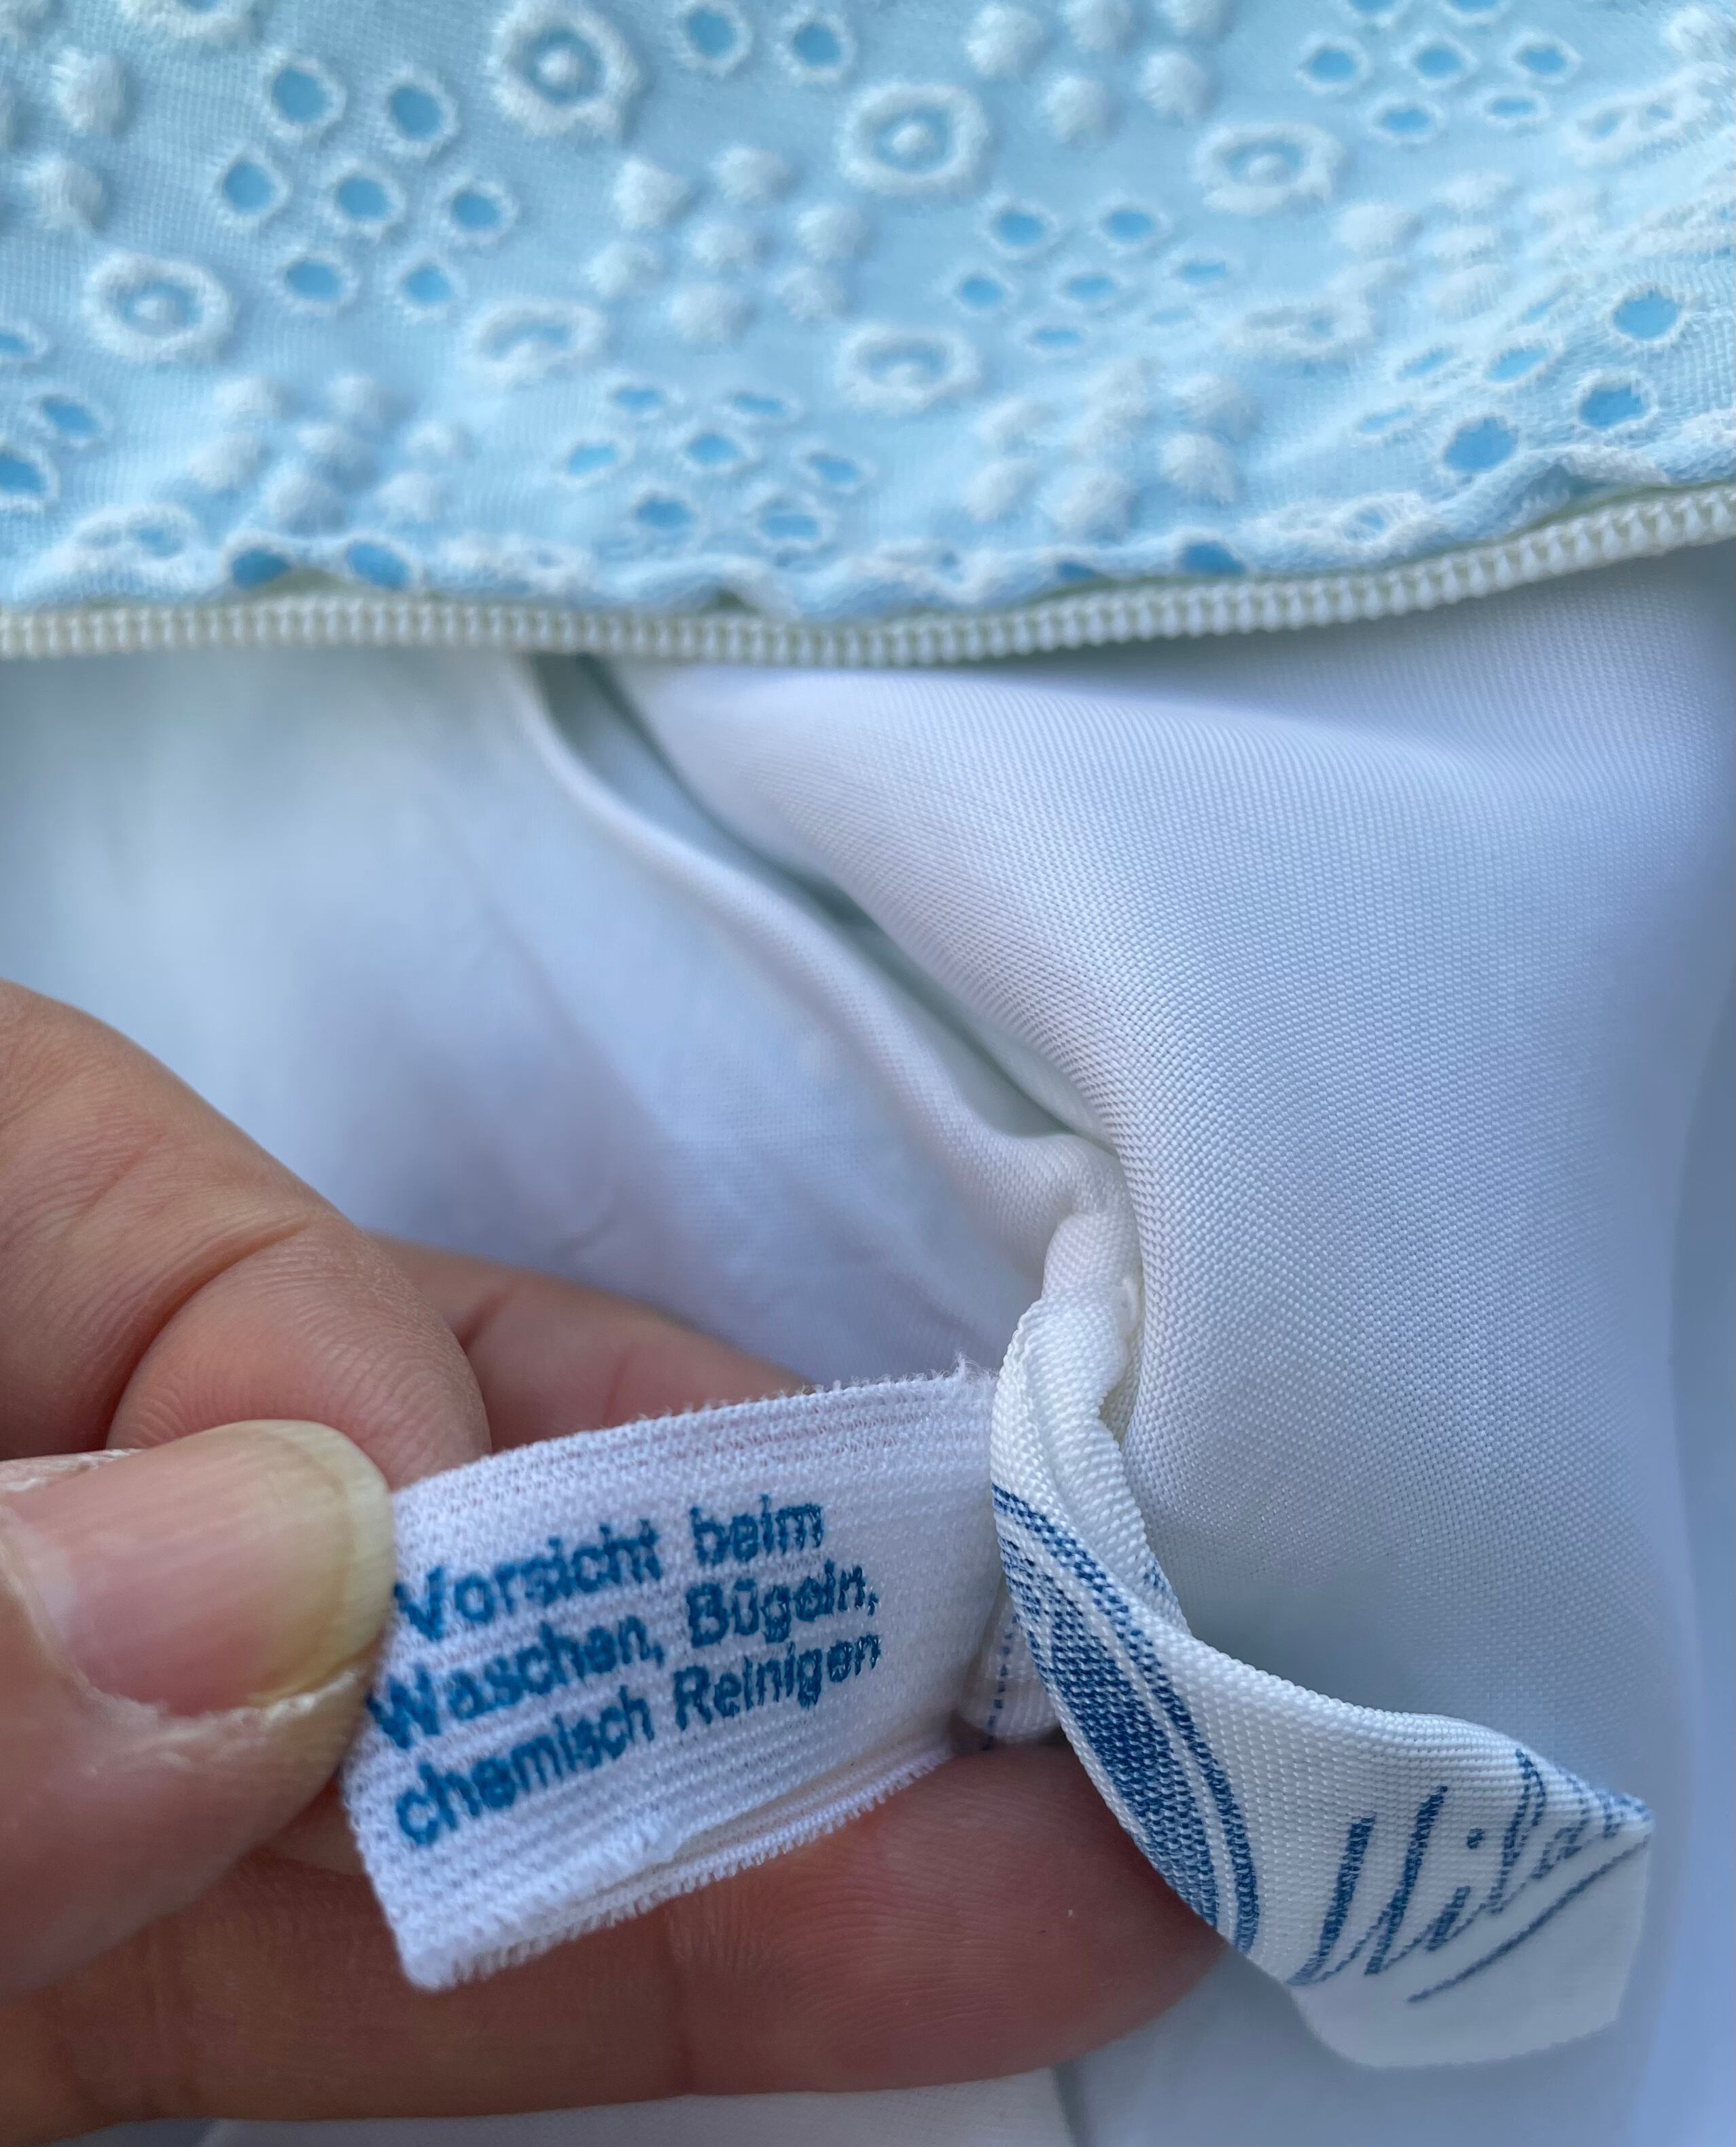 Vorsicht beim
Waschen, Bügeln,
chemisch Reinigen